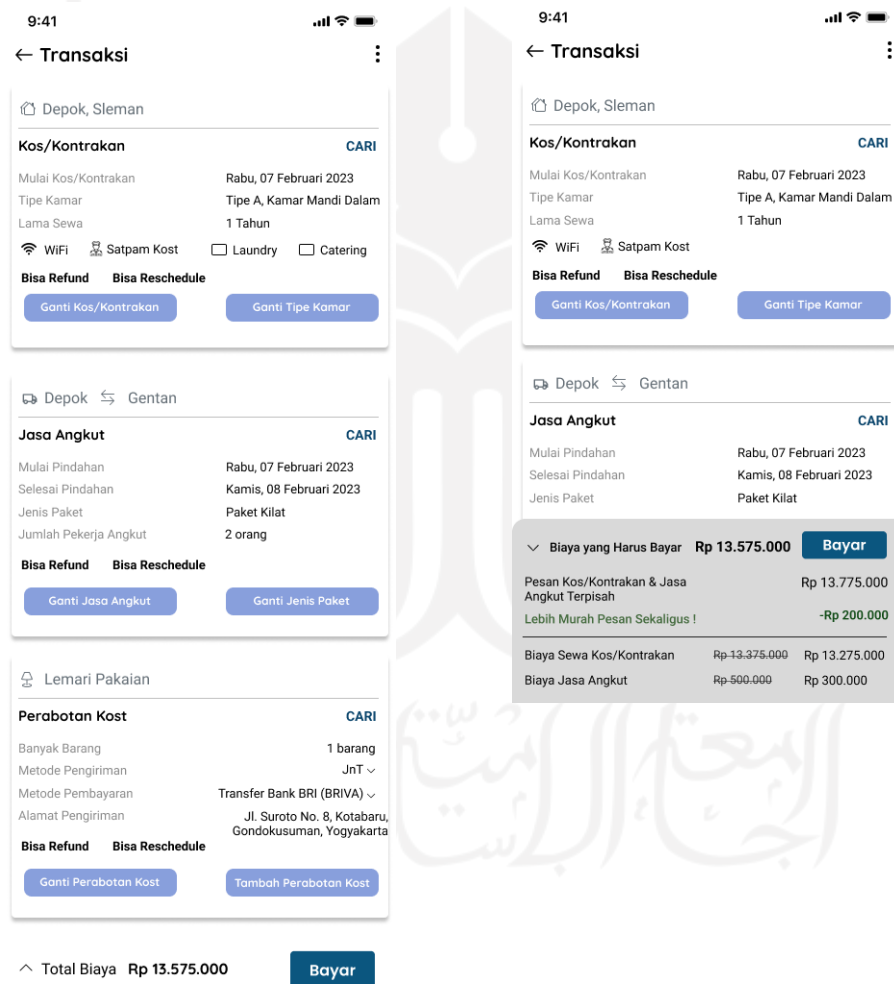 9:41
← Transaksi
Depok, Sleman
Kos/Kontrakan CARI
Mulai Kos/Kontrakan Rabu, 07 Februari 2023
Tipe Kamar Tipe A, Kamar Mandi Dalam
Lama Sewa 1 Tahun
WiFi Satpam Kost Laundry Catering
Bisa Refund Bisa Reschedule
Ganti Kos/Kontrakan Ganti Tipe Kamar
Depok ⇆ Gentan
Jasa Angkut CARI
Mulai Pindahan Rabu, 07 Februari 2023
Selesai Pindahan Kamis, 08 Februari 2023
Jenis Paket Paket Kilat
Jumlah Pekerja Angkut 2 orang
Bisa Refund Bisa Reschedule
Ganti Jasa Angkut Ganti Jenis Paket
Lemari Pakaian
Perabotan Kost CARI
Banyak Barang 1 barang
Metode Pengiriman JnT
Metode Pembayaran Transfer Bank BRI (BRIVA)
Alamat Pengiriman Jl. Suroto No. 8, Kotabaru,
Gondokusuman, Yogyakarta
Bisa Refund Bisa Reschedule
Ganti Perabotan Kost Tambah Perabotan Kost
Total Biaya Rp 13.575.000 Bayar
9:41
← Transaksi
Depok, Sleman
Kos/Kontrakan CARI
Mulai Kos/Kontrakan Rabu, 07 Februari 2023
Tipe Kamar Tipe A, Kamar Mandi Dalam
Lama Sewa 1 Tahun
WiFi Satpam Kost
Bisa Refund Bisa Reschedule
Ganti Kos/Kontrakan Ganti Tipe Kamar
Depok ⇆ Gentan
Jasa Angkut CARI
Mulai Pindahan Rabu, 07 Februari 2023
Selesai Pindahan Kamis, 08 Februari 2023
Jenis Paket Paket Kilat
Biaya yang Harus Bayar Rp 13.575.000 Bayar
Pesan Kos/Kontrakan & Jasa Rp 13.775.000
Angkut Terpisah
Lebih Murah Pesan Sekaligus ! -Rp 200.000
Biaya Sewa Kos/Kontrakan Rp 13.375.000 Rp 13.275.000
Biaya Jasa Angkut Rp 500.000 Rp 300.000